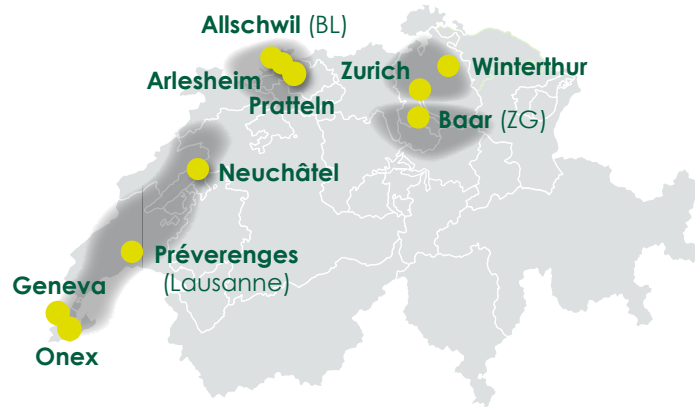 Allschwil (BL)
Zurich
Winterthur
Arlesheim
Pratteln
Baar (ZG)
Neuchâtel
Préverenges
(Lausanne)
Geneva
Onex